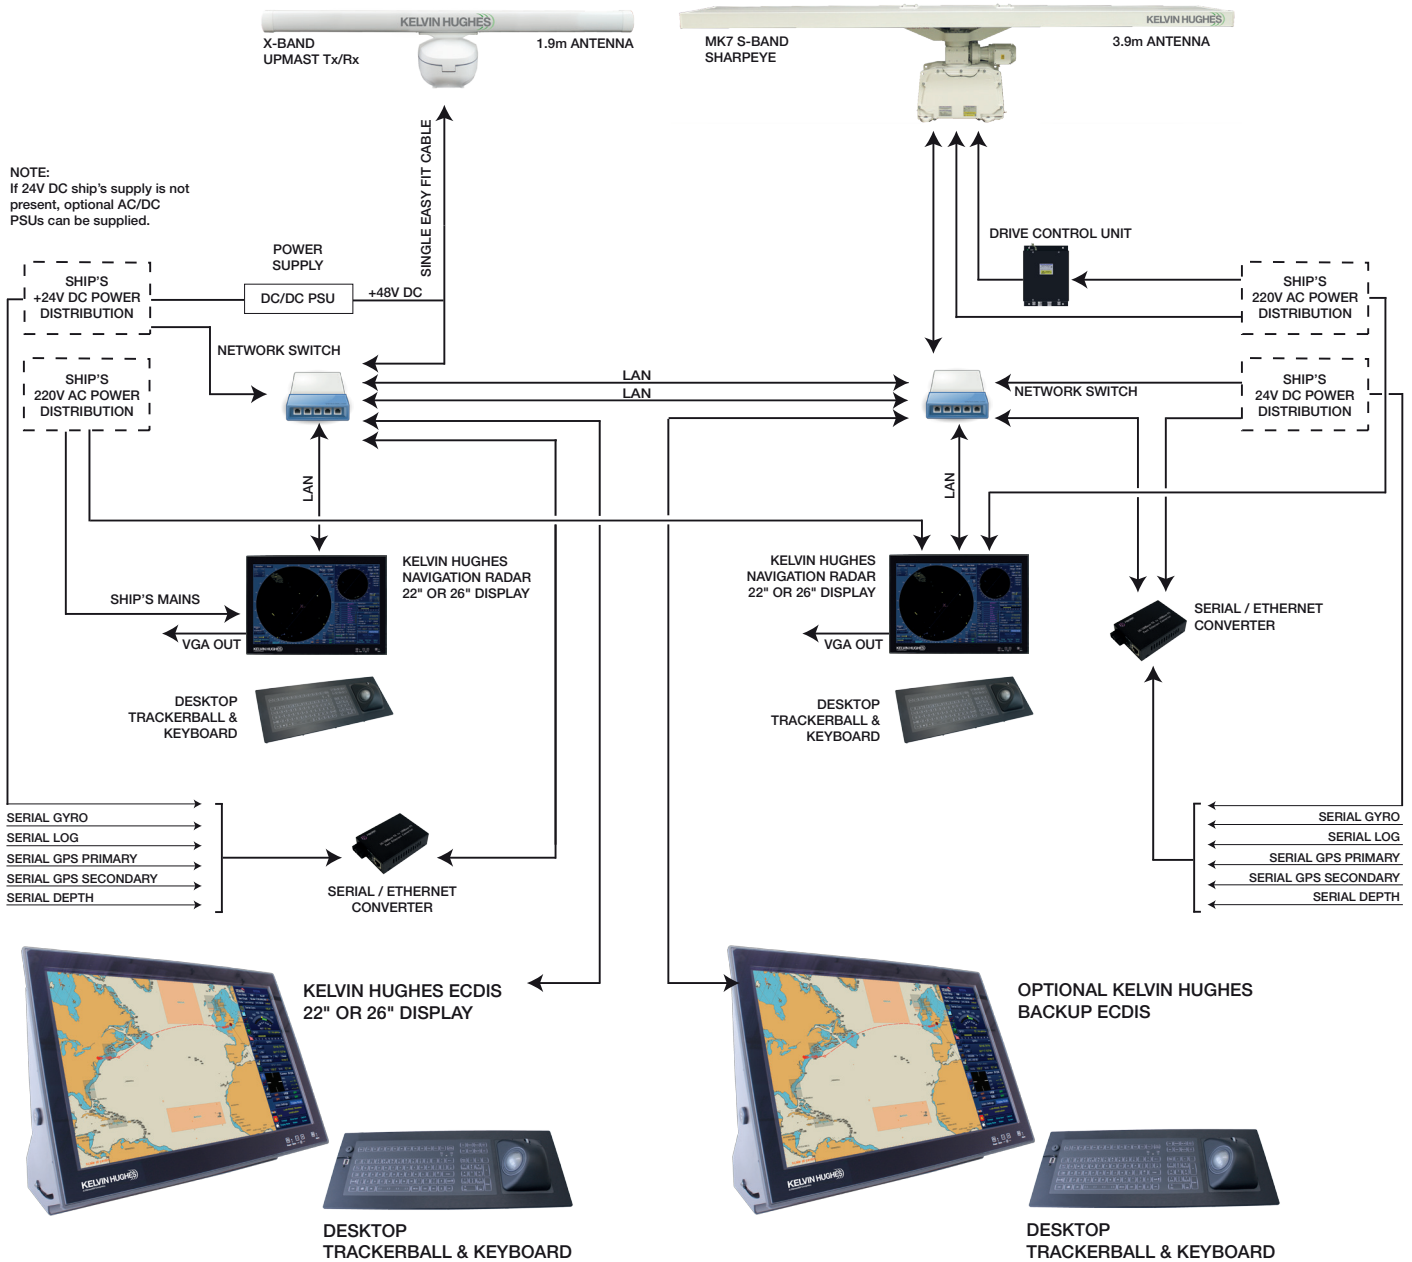 KELVIN HUGHES
X-BAND
UPMAST Tx/Rx
1.9m ANTENNA
KELVIN HUGHES
MK7 S-BAND
SHARPEYE
3.9m ANTENNA
NOTE:
If 24V DC ship's supply is not
present, optional AC/DC
PSUs can be supplied.
SINGLE EASY FIT CABLE
POWER
SUPPLY
DC/DC PSU
+48V DC
SHIP'S
+24V DC POWER
DISTRIBUTION
SHIP'S
220V AC POWER
DISTRIBUTION
NETWORK SWITCH
LAN
LAN
LAN
DRIVE CONTROL UNIT
SHIP'S
220V AC POWER
DISTRIBUTION
SHIP'S
24V DC POWER
DISTRIBUTION
NETWORK SWITCH
LAN
KELVIN HUGHES
NAVIGATION RADAR
22" OR 26" DISPLAY
SHIP'S MAINS
VGA OUT
KELVIN HUGHES
DESKTOP
TRACKERBALL &
KEYBOARD
KELVIN HUGHES
NAVIGATION RADAR
22" OR 26" DISPLAY
VGA OUT
KELVIN HUGHES
DESKTOP
TRACKERBALL &
KEYBOARD
SERIAL / ETHERNET
CONVERTER
SERIAL GYRO
SERIAL LOG
SERIAL GPS PRIMARY
SERIAL GPS SECONDARY
SERIAL DEPTH
SERIAL / ETHERNET
CONVERTER
SERIAL GYRO
SERIAL LOG
SERIAL GPS PRIMARY
SERIAL GPS SECONDARY
SERIAL DEPTH
KELVIN HUGHES ECDIS
22" OR 26" DISPLAY
KELVIN HUGHES
DESKTOP
TRACKERBALL & KEYBOARD
OPTIONAL KELVIN HUGHES
BACKUP ECDIS
KELVIN HUGHES
DESKTOP
TRACKERBALL & KEYBOARD